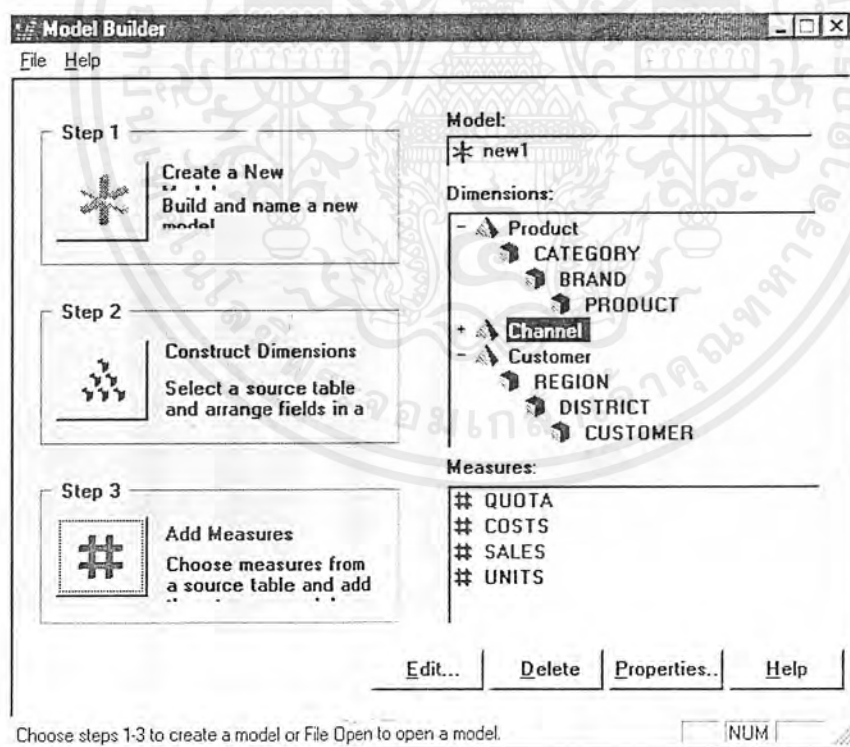 Model Builder
File Help
Step 1
Create a New
Build and name a new
model
Step 2
Construct Dimensions
Select a source table
and arrange fields in a
Step 3
Add Measures
Choose measures from
a source table and add
Model:
new1
Dimensions:
- Product
CATEGORY
BRAND
PRODUCT
+ Channel
- Customer
REGION
DISTRICT
CUSTOMER
Measures:
# QUOTA
# COSTS
# SALES
# UNITS
Edit... Delete Properties.. Help
Choose steps 1-3 to create a model or File Open to open a model.
NUM